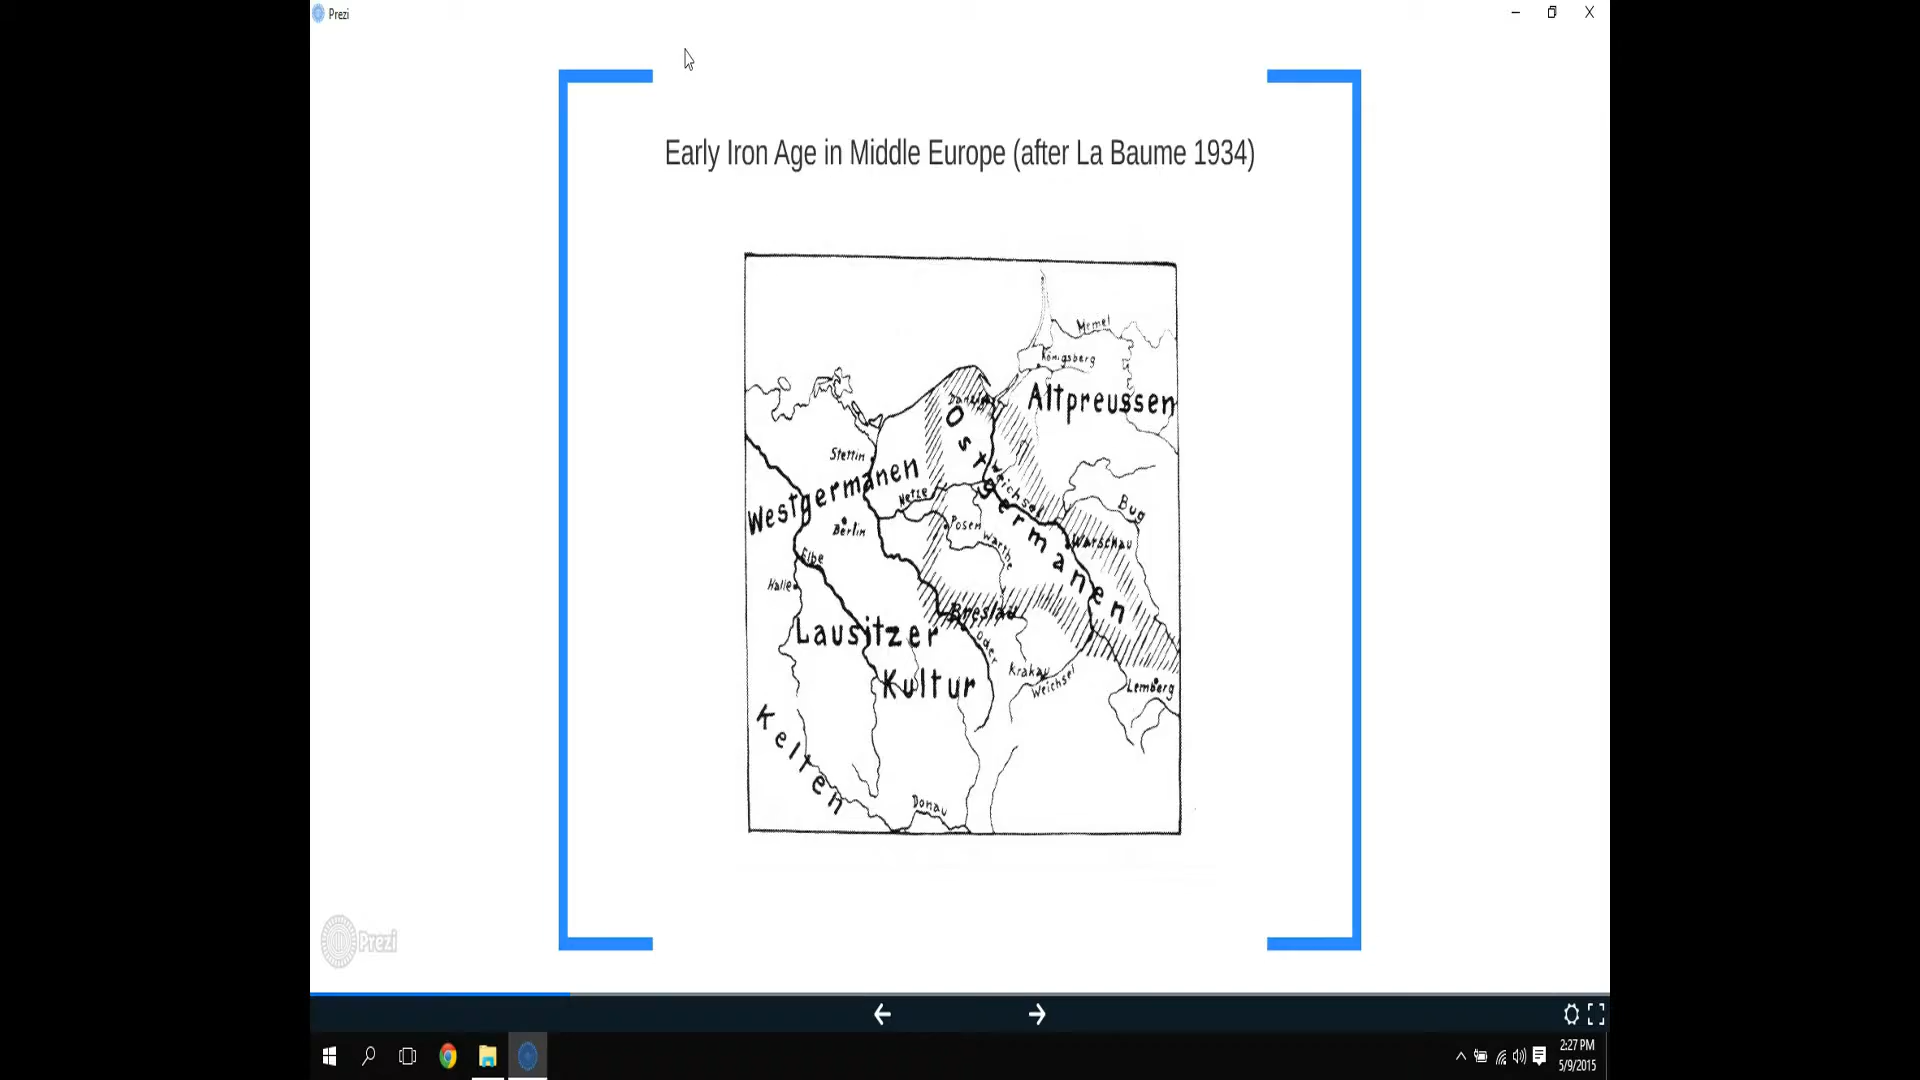 Prezi
Early Iron Age in Middle Europe (after La Baume 1934)
Memel
Königsberg
Altpreussen
Danzig
Ostgermanen
Stettin
Westgermanen
Netze
Weichsel
Bug
Berlin
Posen
Warthe
Warschau
Elbe
Halle
Breslau
Lausitzer
Kultur
Oder
Krakau
Weichsel
Lemberg
Kelten
Donau
Prezi
2:27 PM
5/9/2015